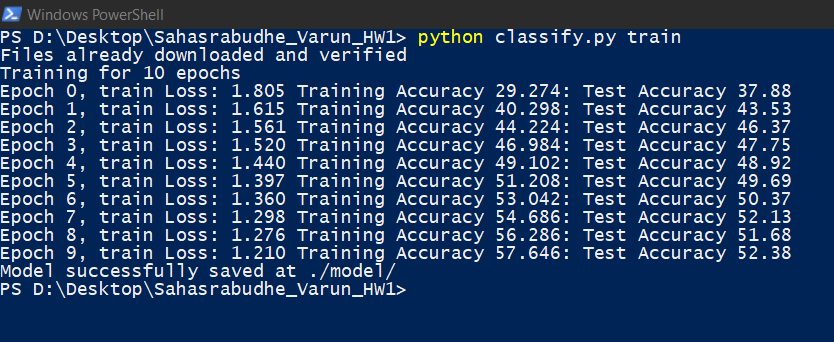 Windows PowerShell
PS D:\Desktop\Sahasrabudhe_Varun_HW1> python classify.py train
Files already downloaded and verified
Training for 10 epochs
Epoch 0, train Loss: 1.805 Training Accuracy 29.274: Test Accuracy 37.88
Epoch 1, train Loss: 1.615 Training Accuracy 40.298: Test Accuracy 43.53
Epoch 2, train Loss: 1.561 Training Accuracy 44.224: Test Accuracy 46.37
Epoch 3, train Loss: 1.520 Training Accuracy 46.984: Test Accuracy 47.75
Epoch 4, train Loss: 1.440 Training Accuracy 49.102: Test Accuracy 48.92
Epoch 5, train Loss: 1.397 Training Accuracy 51.208: Test Accuracy 49.69
Epoch 6, train Loss: 1.360 Training Accuracy 53.042: Test Accuracy 50.37
Epoch 7, train Loss: 1.298 Training Accuracy 54.686: Test Accuracy 52.13
Epoch 8, train Loss: 1.276 Training Accuracy 56.286: Test Accuracy 51.68
Epoch 9, train Loss: 1.210 Training Accuracy 57.646: Test Accuracy 52.38
Model successfully saved at ./model/
PS D:\Desktop\Sahasrabudhe_Varun_HW1>